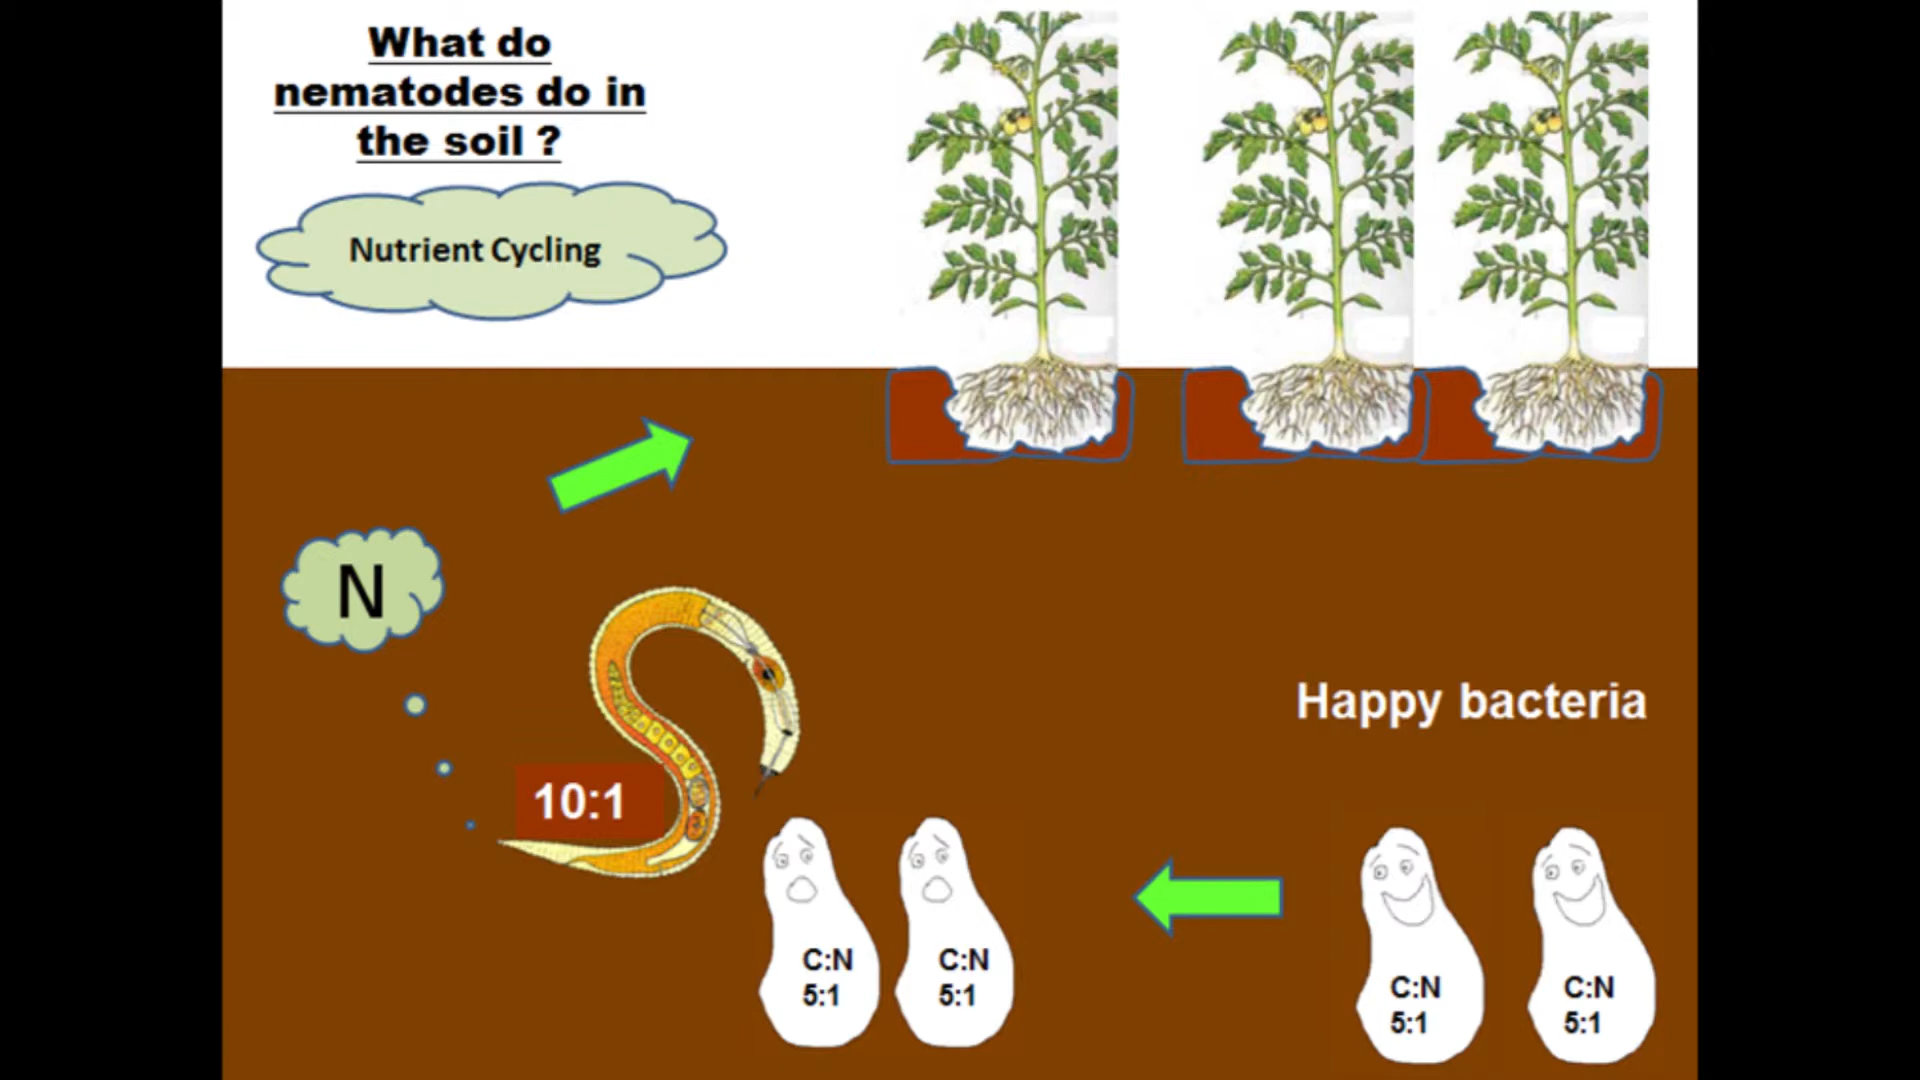 What do
nematodes do in
the soil ?
Nutrient Cycling
N
Happy bacteria
10:1
C:N
5:1
C:N
5:1
C:N
5:1
C:N
5:1